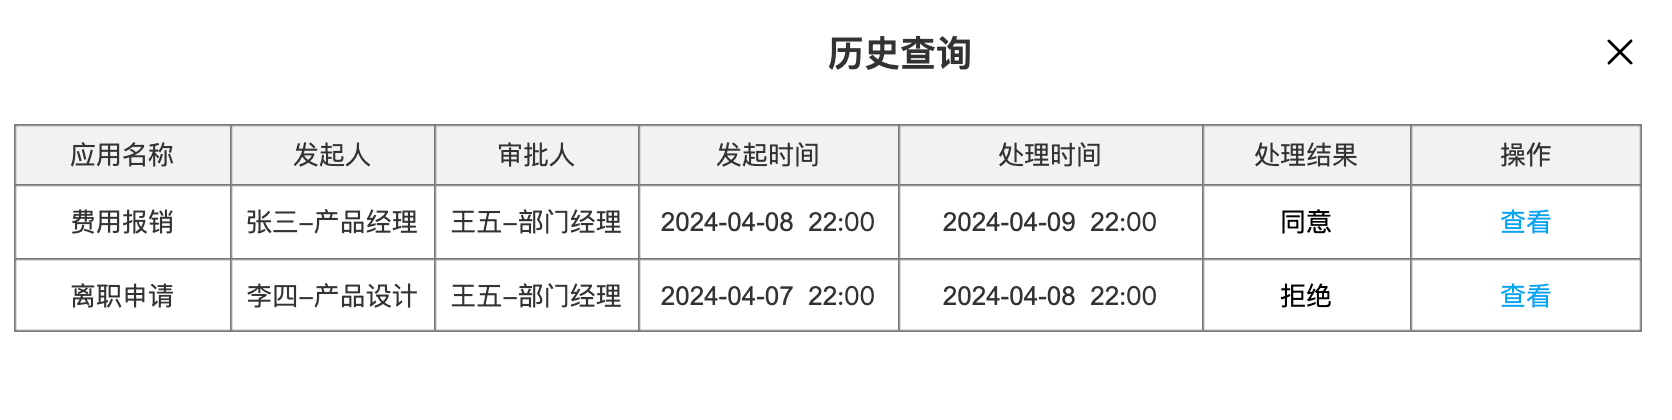 历史查询
应用名称 发起人 审批人 发起时间 处理时间 处理结果 操作
费用报销 张三-产品经理 王五-部门经理 2024-04-08 22:00 2024-04-09 22:00 同意 查看
离职申请 李四-产品设计 王五-部门经理 2024-04-07 22:00 2024-04-08 22:00 拒绝 查看